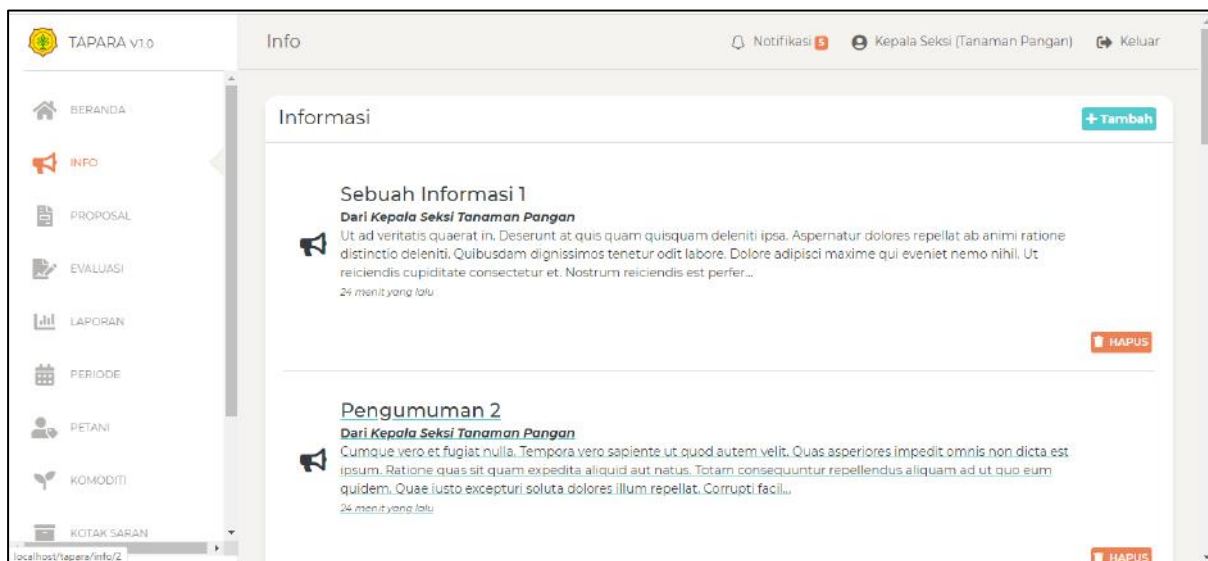 TAPARA V1.0
Info
Notifikasi 5
Kepala Seksi (Tanaman Pangan)
Keluar
BERANDA
INFO
PROPOSAL
EVALUASI
LAPORAN
PERIODE
PETANI
KOMODITI
KOTAK SARAN
Informasi
+ Tambah
Sebuah Informasi 1
Dari Kepala Seksi Tanaman Pangan
Ut ad veritatis quaerat in. Deserunt at quis quam quisquam deleniti ipsa. Aspernatur dolores repellat ab animi ratione
distinctio deleniti. Quibusdam dignissimos tenetur odit labore. Dolore adipisci maxime qui eveniet nemo nihil. Ut
reiciendis cupiditate consectetur et. Nostrum reiciendis est perfer...
24 menit yang lalu
HAPUS
Pengumuman 2
Dari Kepala Seksi Tanaman Pangan
Cumque vero et fugiat nulla. Tempora vero sapiente ut quod autem velit. Quas asperiores impedit omnis non dicta est
ipsum. Ratione quas sit quam expedita aliquid aut natus. Totam consequuntur repellendus aliquam ad ut quo eum
quidem. Quae iusto excepturi soluta dolores illum repellat. Corrupti facil...
24 menit yang lalu
HAPUS
localhost/tapara/info/2